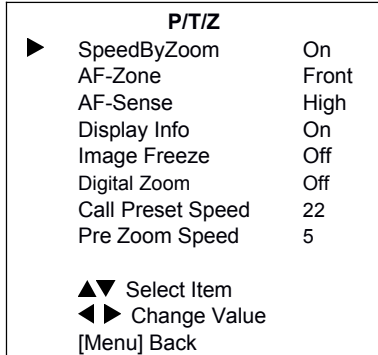 P/T/Z
▶ SpeedByZoom On
AF-Zone Front
AF-Sense High
Display Info On
Image Freeze Off
Digital Zoom Off
Call Preset Speed 22
Pre Zoom Speed 5
▲▼ Select Item
◀ ▶ Change Value
[Menu] Back